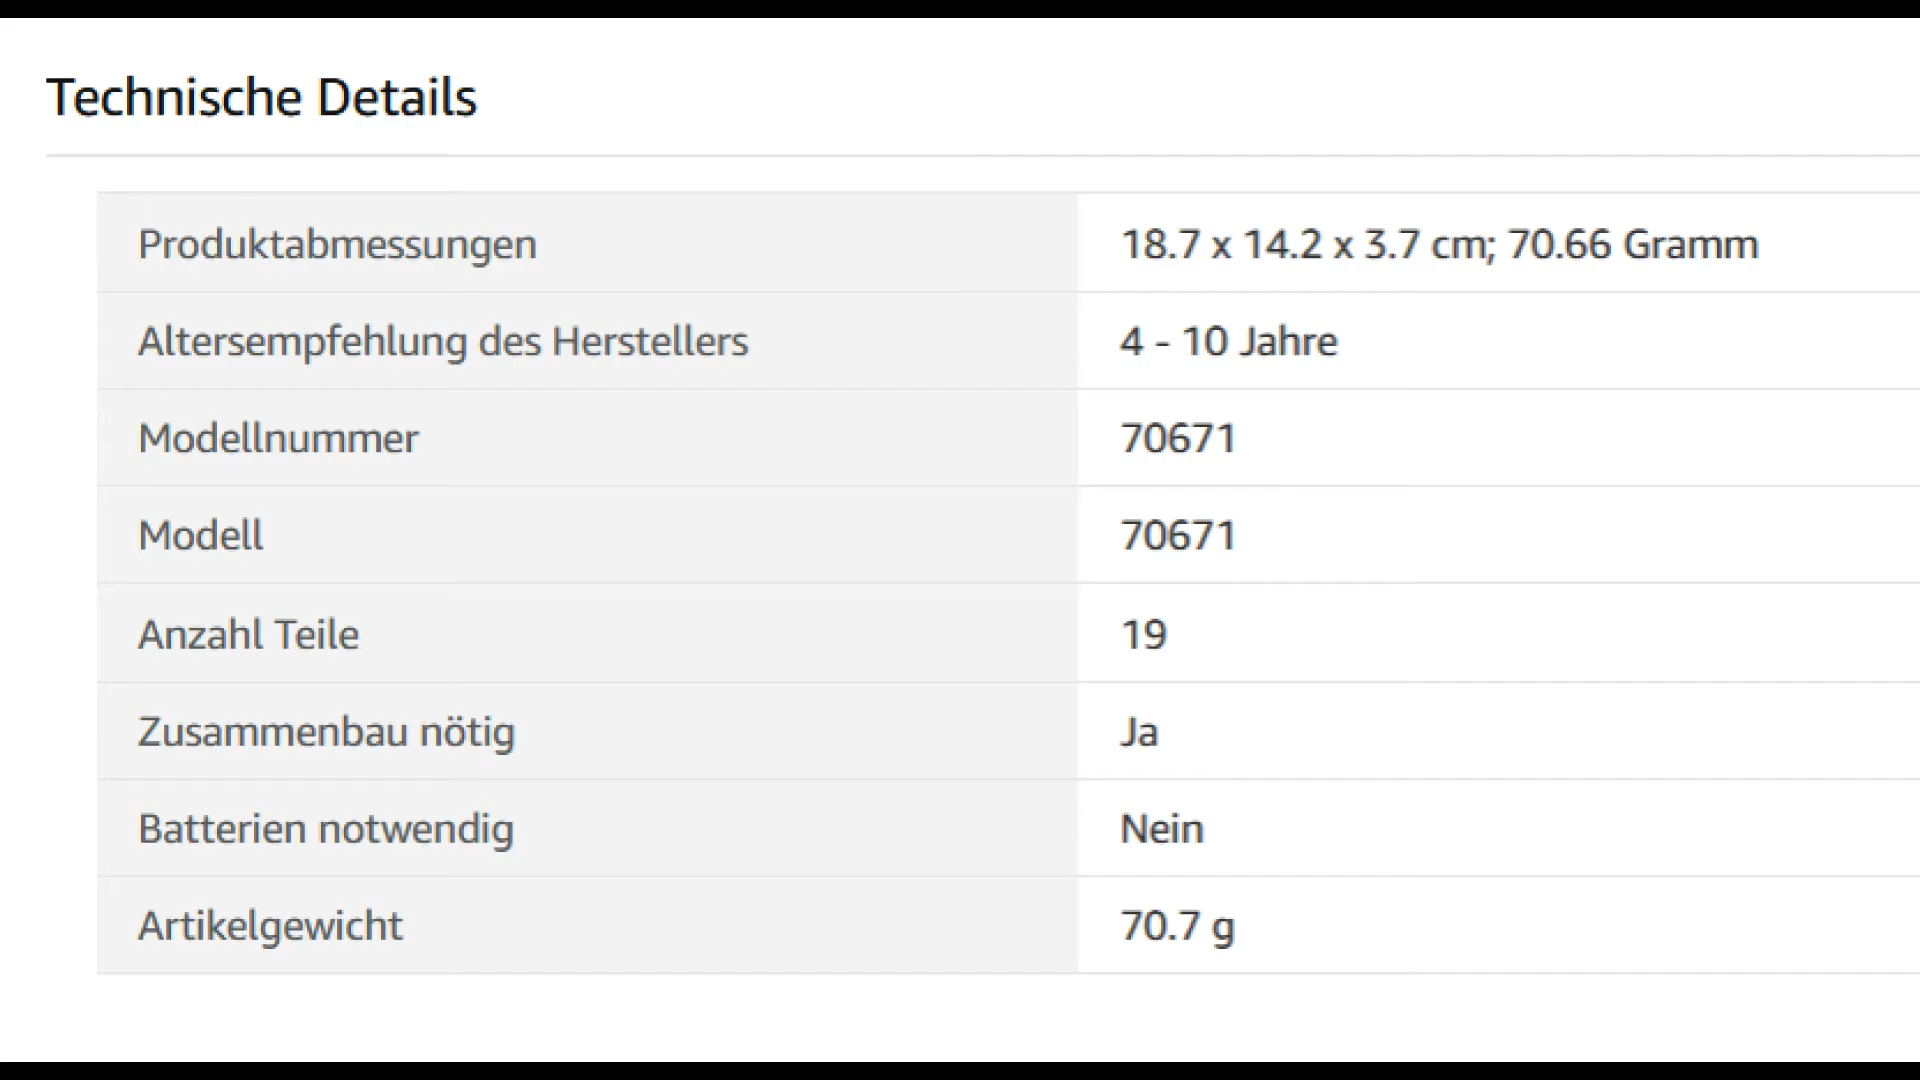 Technische Details
Produktabmessungen 18.7 x 14.2 x 3.7 cm; 70.66 Gramm
Altersempfehlung des Herstellers 4 - 10 Jahre
Modellnummer 70671
Modell 70671
Anzahl Teile 19
Zusammenbau nötig Ja
Batterien notwendig Nein
Artikelgewicht 70.7 g